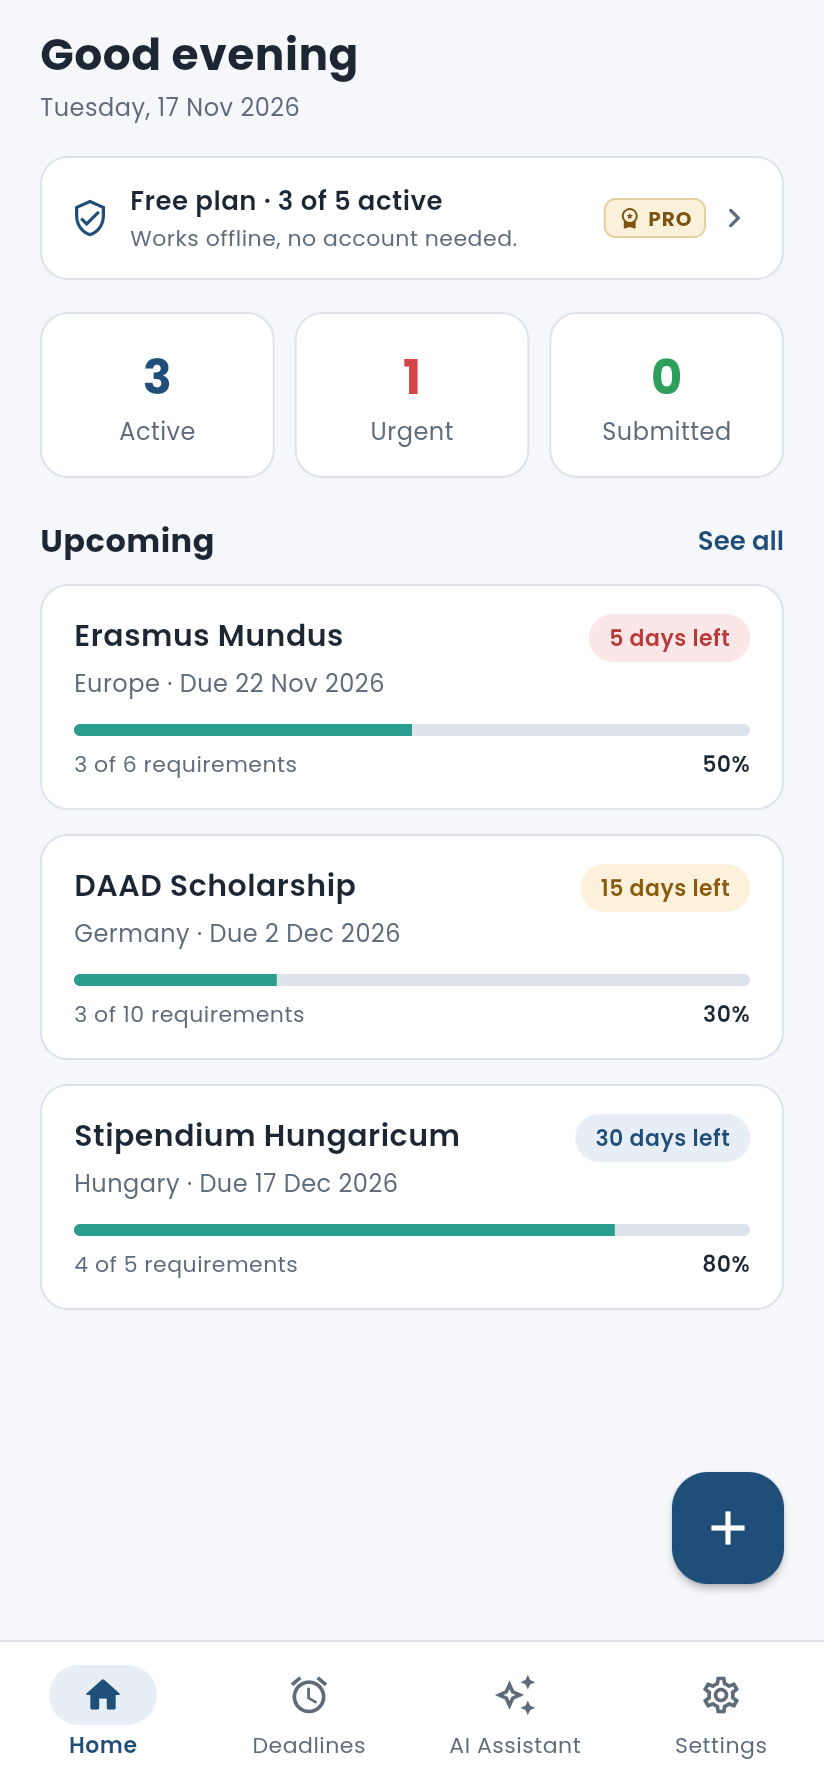 Good evening
Tuesday, 17 Nov 2026
Free plan · 3 of 5 active
Works offline, no account needed.
PRO
3
Active
1
Urgent
0
Submitted
Upcoming
See all
Erasmus Mundus
5 days left
Europe · Due 22 Nov 2026
3 of 6 requirements
50%
DAAD Scholarship
15 days left
Germany · Due 2 Dec 2026
3 of 10 requirements
30%
Stipendium Hungaricum
30 days left
Hungary · Due 17 Dec 2026
4 of 5 requirements
80%
Home
Deadlines
AI Assistant
Settings